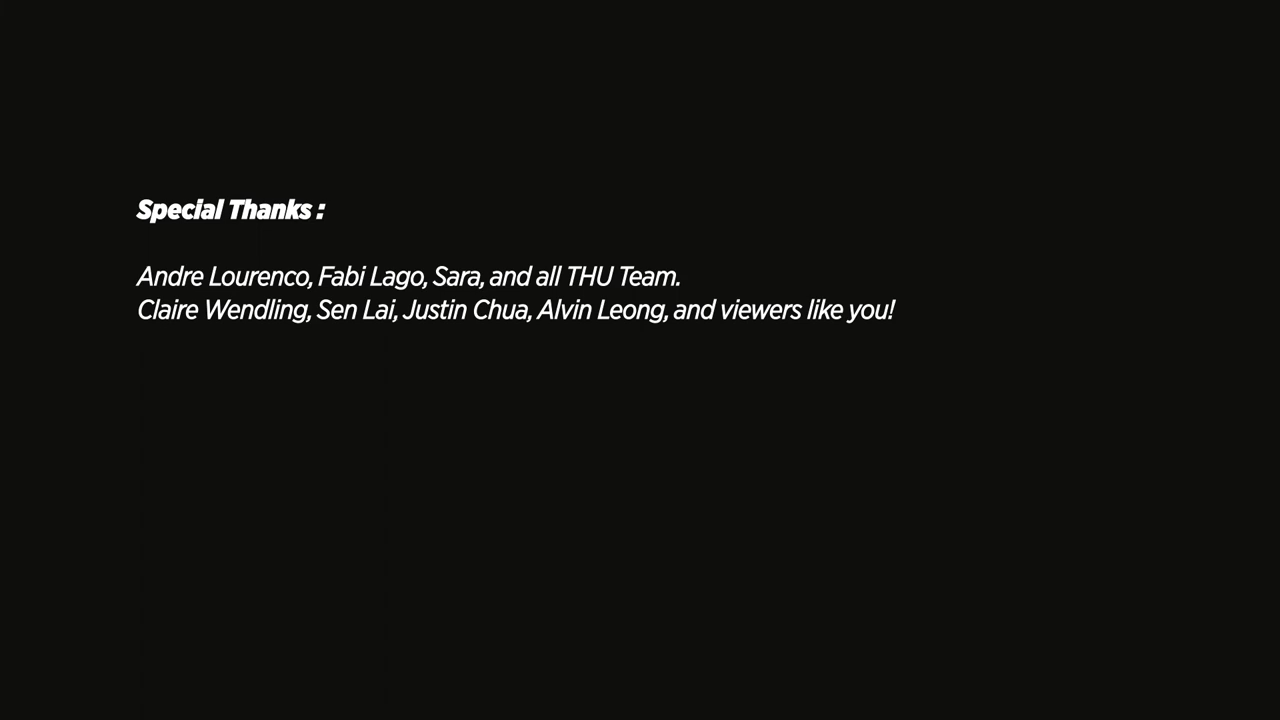 Special Thanks :
Andre Lourenco, Fabi Lago, Sara, and all THU Team.
Claire Wendling, Sen Lai, Justin Chua, Alvin Leong, and viewers like you!